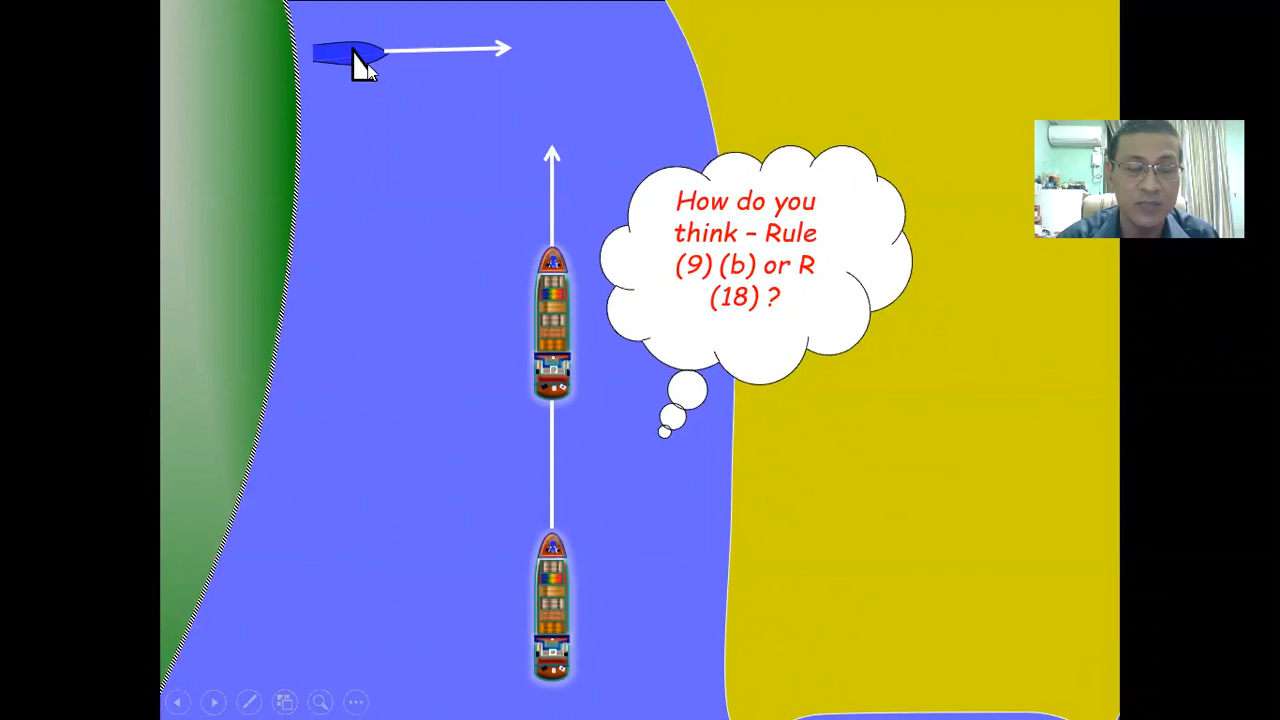 How do you
think – Rule
(9) (b) or R
(18) ?